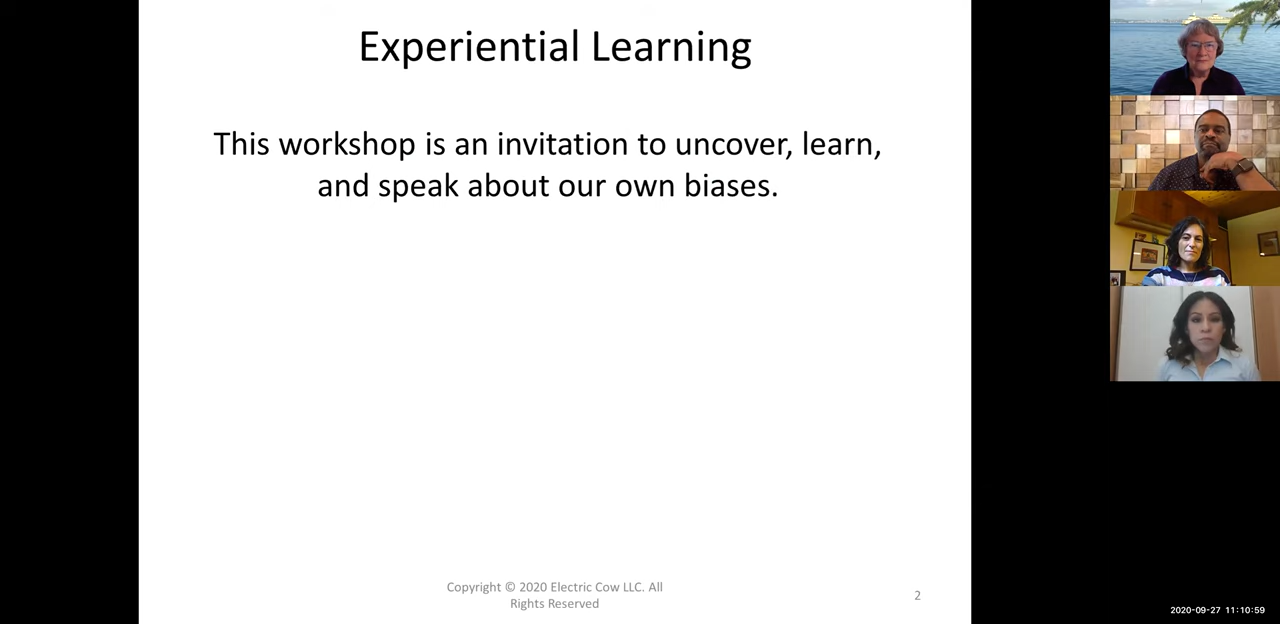 Experiential Learning
This workshop is an invitation to uncover, learn,
and speak about our own biases.
Copyright © 2020 Electric Cow LLC. All
Rights Reserved
2
2020-09-27 11:10:59